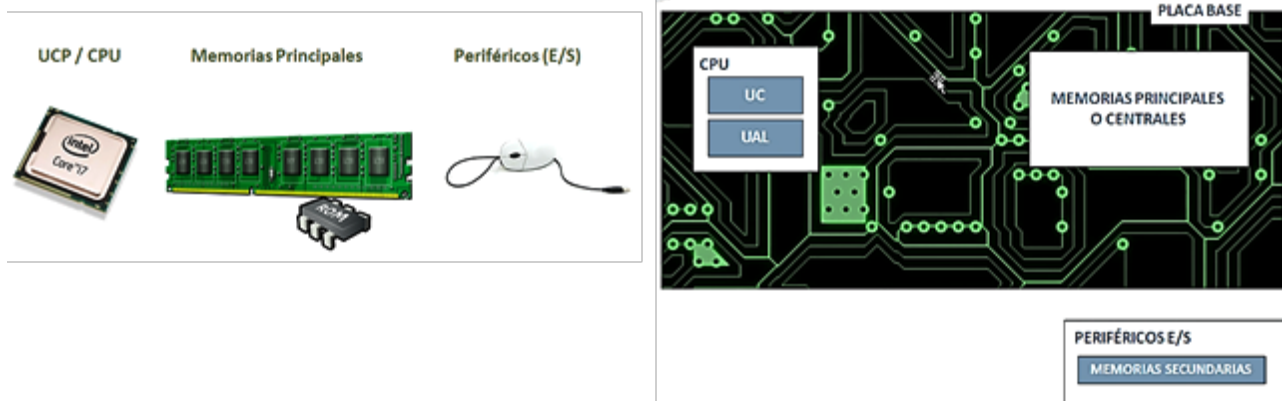 UCP / CPU
Memorias Principales
Periféricos (E/S)
intel
Core i7
ROM
PLACA BASE
CPU
UC
UAL
MEMORIAS PRINCIPALES
O CENTRALES
PERIFÉRICOS E/S
MEMORIAS SECUNDARIAS